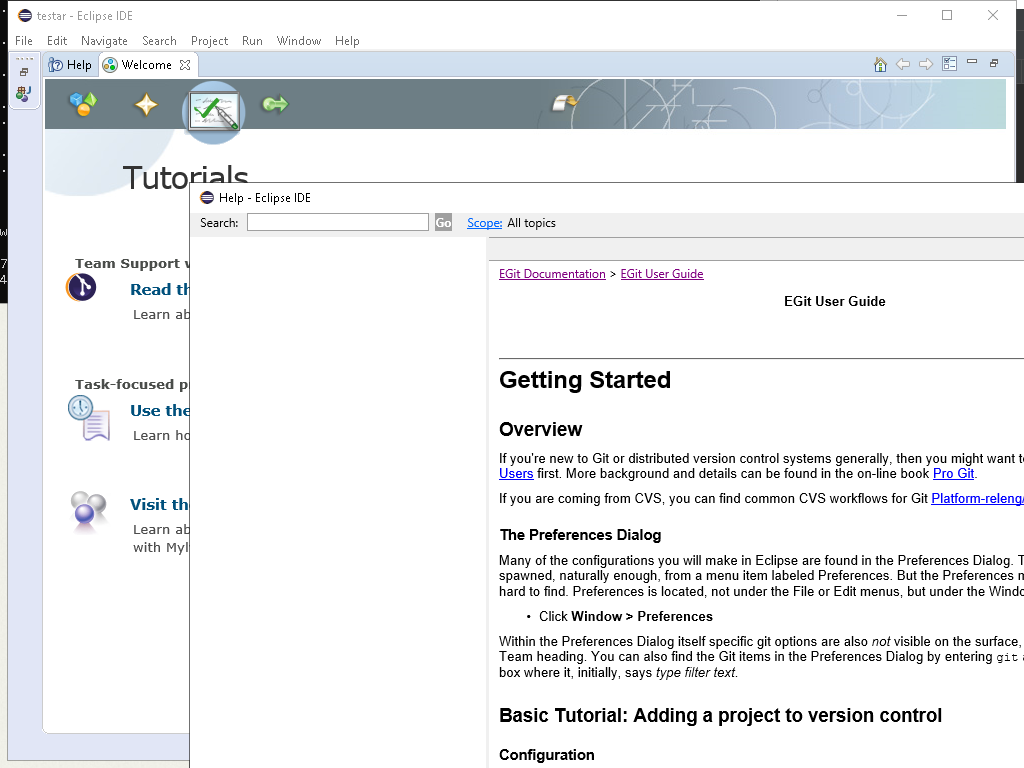 testar - Eclipse IDE
File Edit Navigate Search Project Run Window Help
Help Welcome
Tutorials
Help - Eclipse IDE
Search: Go Scope: All topics
EGit Documentation > EGit User Guide
EGit User Guide
Team Support
Read th
Learn ab
Task-focused p
Use the
Learn ho
Visit th
Learn ab
with Myl
Getting Started
Overview
If you're new to Git or distributed version control systems generally, then you might want t
Users first. More background and details can be found in the on-line book Pro Git.
If you are coming from CVS, you can find common CVS workflows for Git Platform-releng/
The Preferences Dialog
Many of the configurations you will make in Eclipse are found in the Preferences Dialog. T
spawned, naturally enough, from a menu item labeled Preferences. But the Preferences m
hard to find. Preferences is located, not under the File or Edit menus, but under the Windo
• Click Window > Preferences
Within the Preferences Dialog itself specific git options are also not visible on the surface,
Team heading. You can also find the Git items in the Preferences Dialog by entering git a
box where it, initially, says type filter text.
Basic Tutorial: Adding a project to version control
Configuration